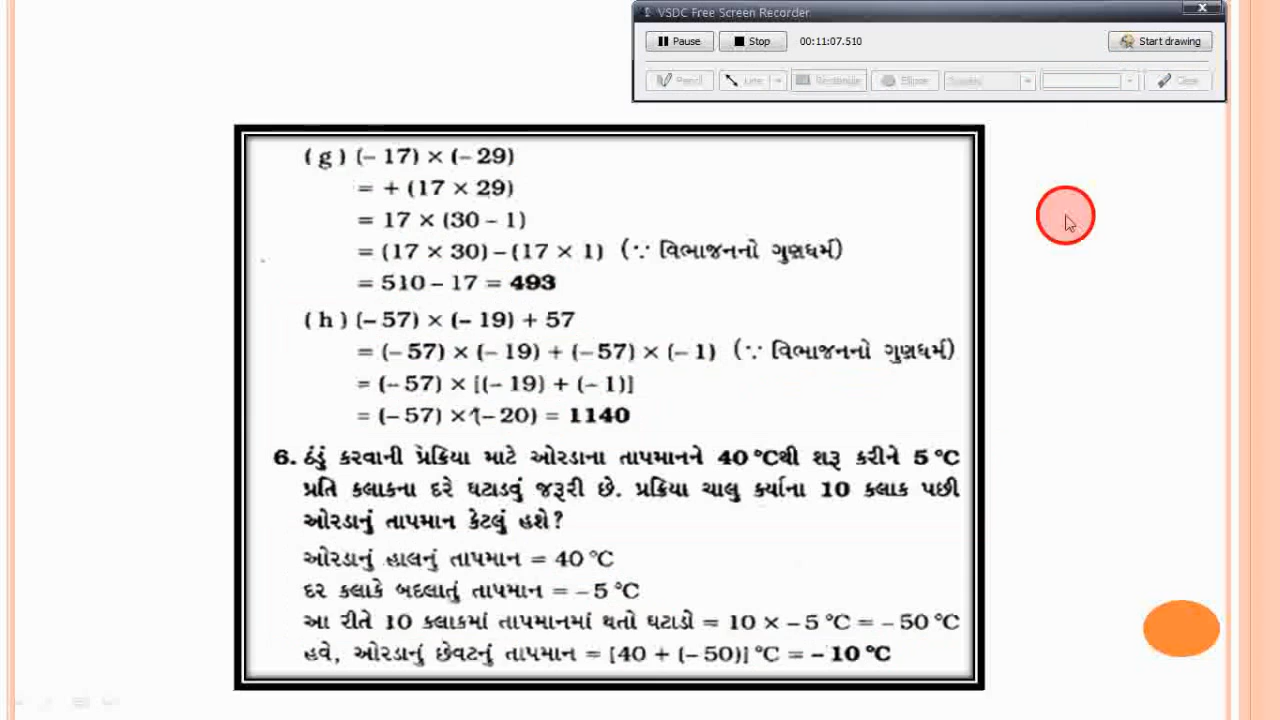 VSDC Free Screen Recorder
Pause Stop 00:11:07.510 Start drawing
Pencil Line Rectangle Ellipse
( g ) (– 17) × (– 29)
= + (17 × 29)
= 17 × (30 – 1)
= (17 × 30) – (17 × 1) (∵ વિભાજનનો ગુણધર્મ)
= 510 – 17 = 493
( h ) (– 57) × (– 19) + 57
= (– 57) × (– 19) + (– 57) × (– 1) (∵ વિભાજનનો ગુણધર્મ)
= (– 57) × [(– 19) + (– 1)]
= (– 57) × (– 20) = 1140
6. ઠંડું કરવાની પ્રેક્રિયા માટે ઓરડાના તાપમાનને 40 °Cથી શરૂ કરીને 5 °C
પ્રતિ કલાકના દરે ઘટાડવું જરૂરી છે. પ્રક્રિયા ચાલુ કર્યાના 10 કલાક પછી
ઓરડાનું તાપમાન કેટલું હશે?
ઓરડાનું હાલનું તાપમાન = 40 °C
દર કલાકે બદલાતું તાપમાન = – 5 °C
આ રીતે 10 કલાકમાં તાપમાનમાં થતો ઘટાડો = 10 × – 5 °C = – 50 °C
હવે, ઓરડાનું છેવટનું તાપમાન = [40 + (– 50)] °C = – 10 °C